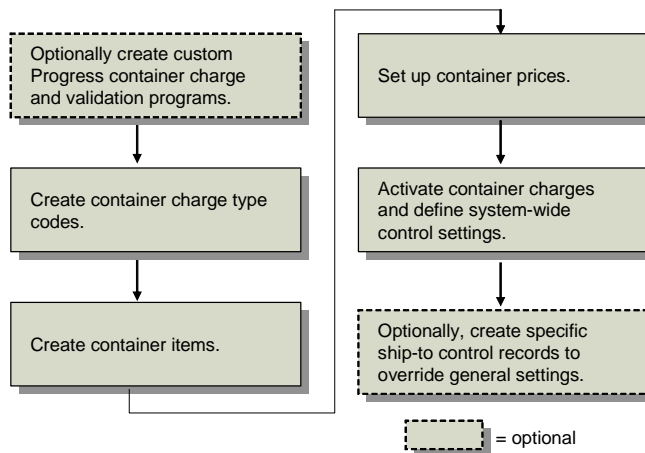 Optionally create custom
Progress container charge
and validation programs.
Create container charge type
codes.
Create container items.
Set up container prices.
Activate container charges
and define system-wide
control settings.
Optionally, create specific
ship-to control records to
override general settings.
= optional